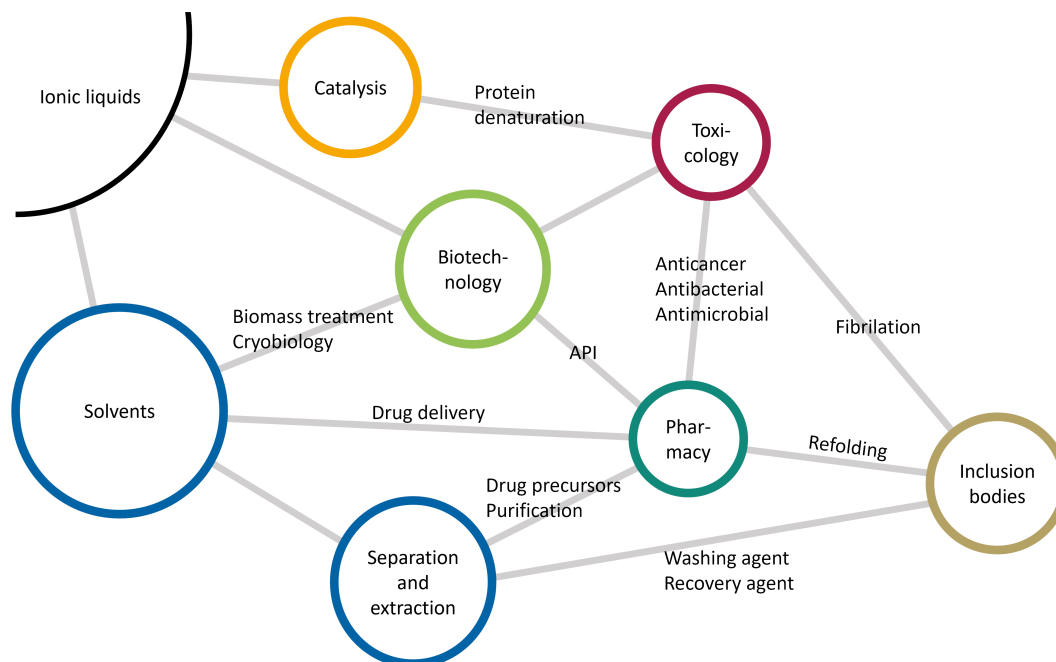 Ionic liquids
Catalysis
Protein
denaturation
Toxi-
cology
Biotech-
nology
Anticancer
Antibacterial
Antimicrobial
Biomass treatment
Cryobiology
Fibrilation
API
Solvents
Drug delivery
Phar-
macy
Refolding
Inclusion
bodies
Drug precursors
Purification
Separation
and
extraction
Washing agent
Recovery agent